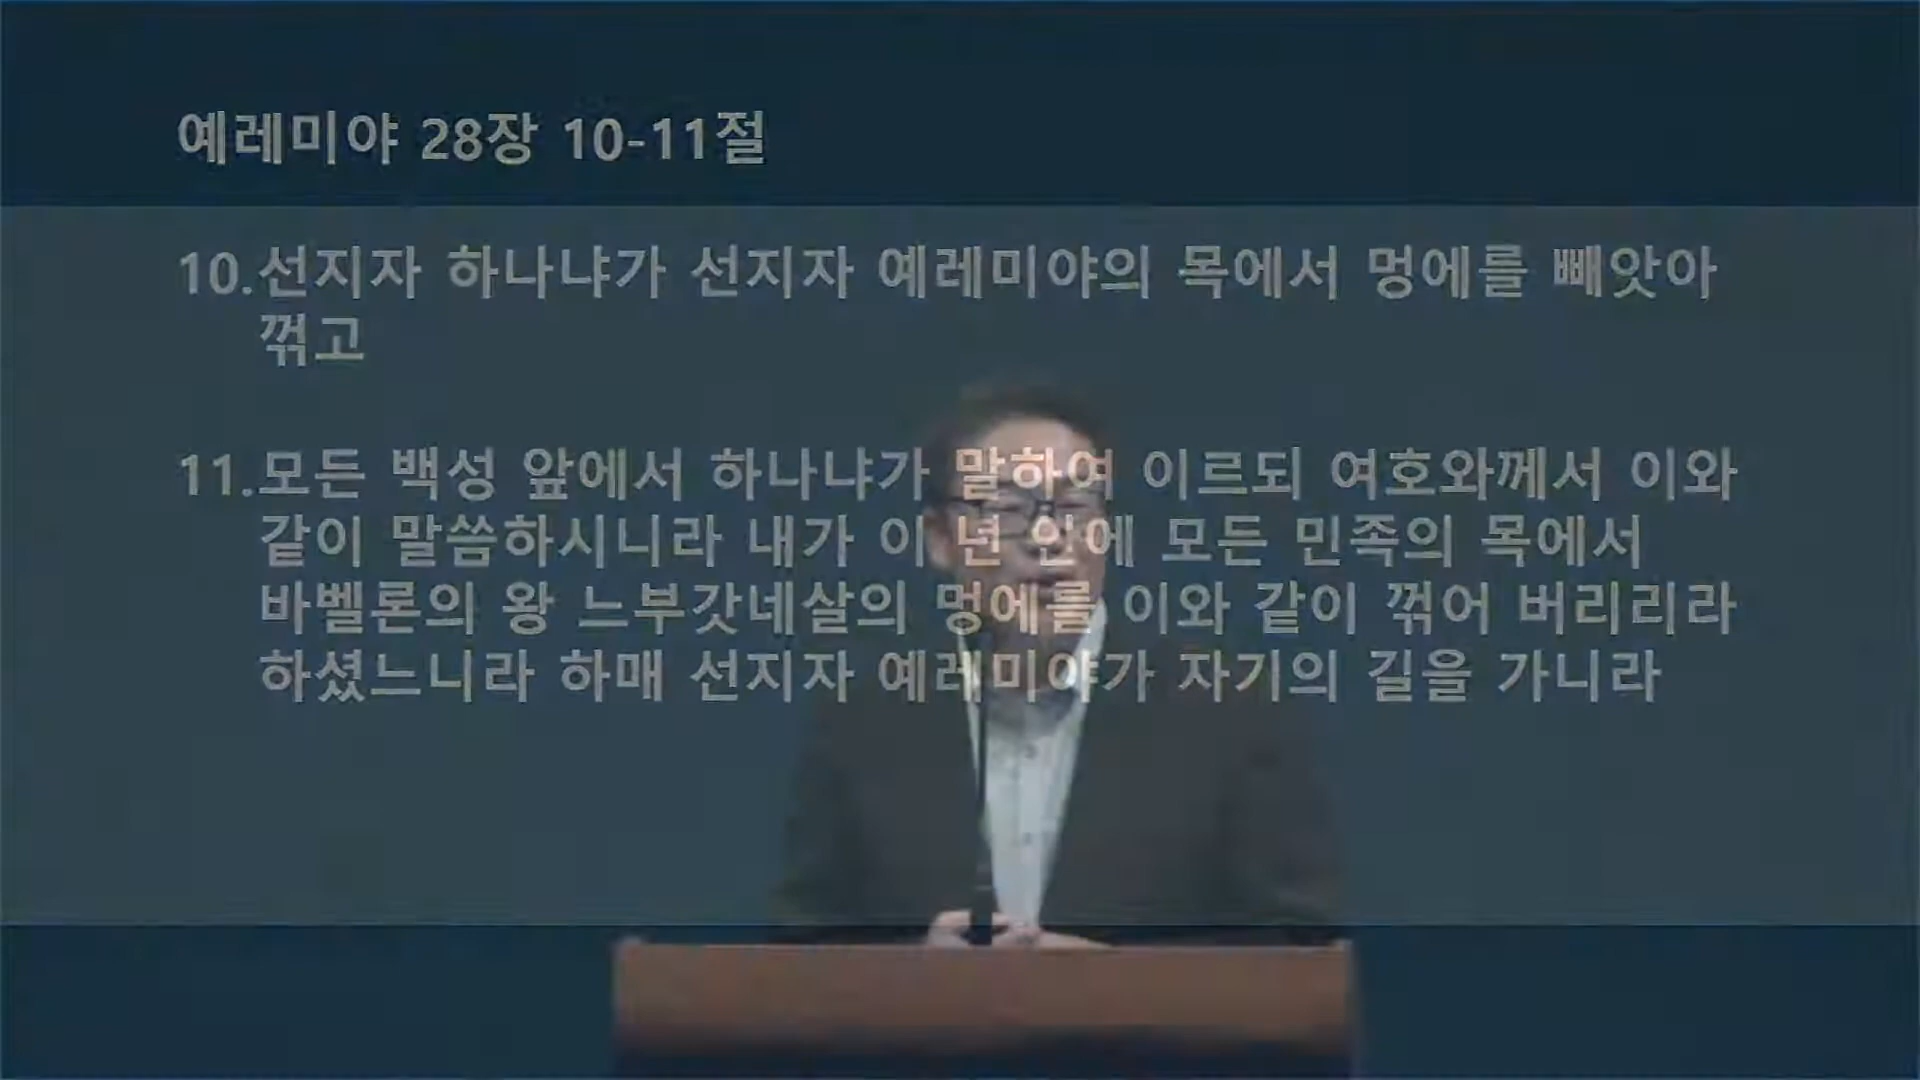 예레미야 28장 10-11절
10.선지자 하나냐가 선지자 예레미야의 목에서 멍에를 빼앗아
꺾고
11.모든 백성 앞에서 하나냐가 말하여 이르되 여호와께서 이와
같이 말씀하시니라 내가 이 년 안에 모든 민족의 목에서
바벨론의 왕 느부갓네살의 멍에를 이와 같이 꺾어 버리리라
하셨느니라 하매 선지자 예레미야가 자기의 길을 가니라